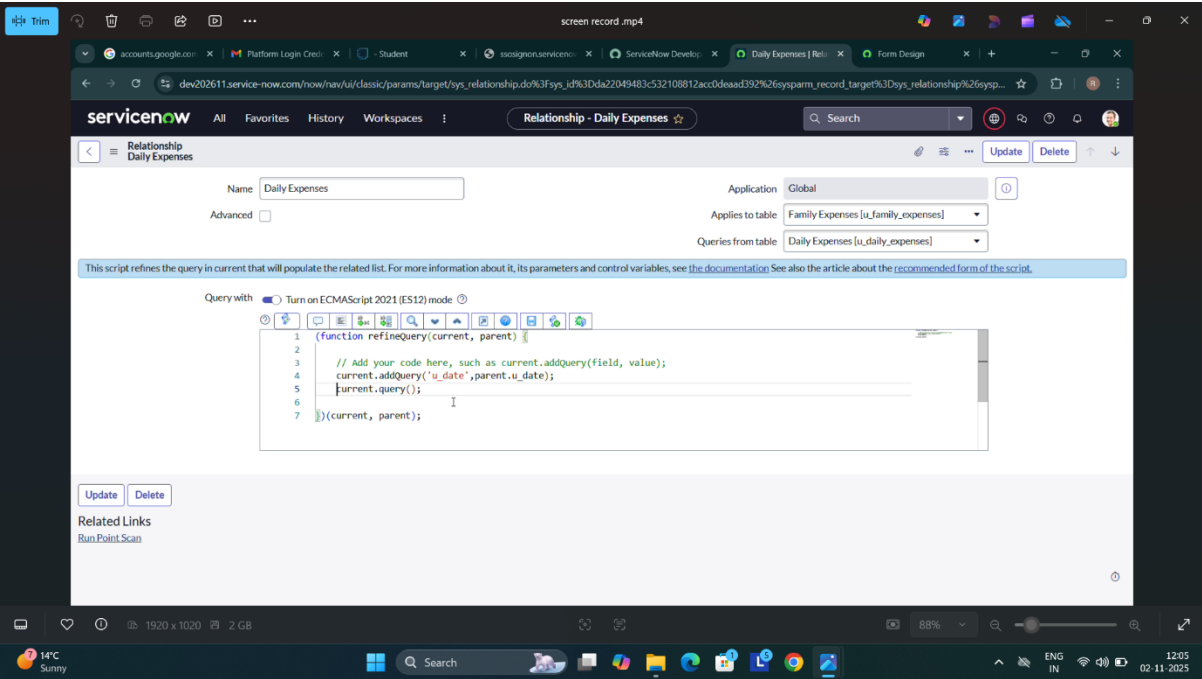 Trim
screen record .mp4
accounts.google.com
Platform Login Crede
- Student
ssosignon.serviceno
ServiceNow Develop
Daily Expenses | Rela
Form Design
dev202611.service-now.com/now/nav/ui/classic/params/target/sys_relationship.do%3Fsys_id%3Dda22049483c532108812acc0deaad392%26sysparm_record_target%3Dsys_relationship%26sysp...
servicenow
All
Favorites
History
Workspaces
Relationship - Daily Expenses
Search
Relationship
Daily Expenses
Update
Delete
Name
Daily Expenses
Application
Global
Advanced
Applies to table
Family Expenses [u_family_expenses]
Queries from table
Daily Expenses [u_daily_expenses]
This script refines the query in current that will populate the related list. For more information about it, its parameters and control variables, see the documentation See also the article about the recommended form of the script.
Query with
Turn on ECMAScript 2021 (ES12) mode
1 (function refineQuery(current, parent) {
2
3 // Add your code here, such as current.addQuery(field, value);
4 current.addQuery('u_date',parent.u_date);
5 current.query();
6
7 })(current, parent);
Update
Delete
Related Links
Run Point Scan
1920 x 1020
2 GB
88%
7
14°C
Sunny
Search
9
5
ENG
IN
12:05
02-11-2025